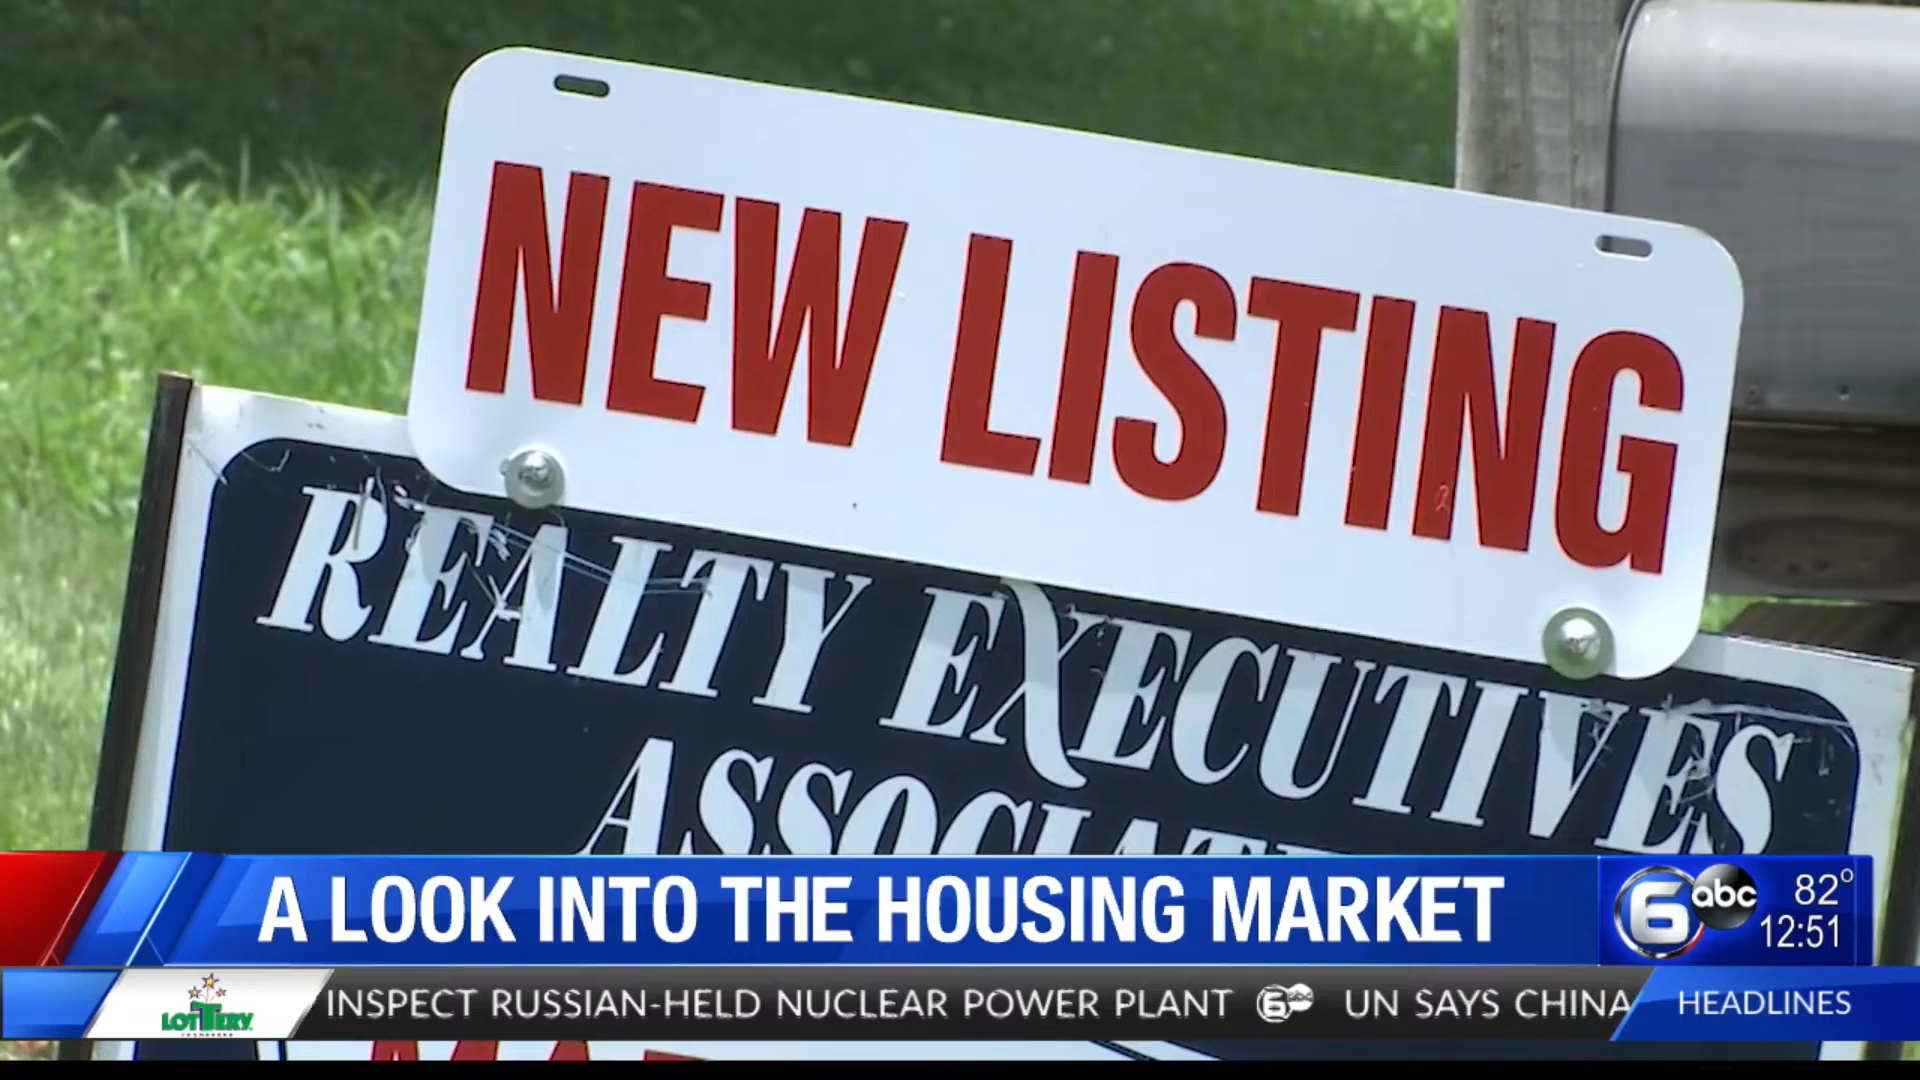 NEW LISTING
REALTY EXECUTIVES
A LOOK INTO THE HOUSING MARKET
6 abc
82°
12:51
LOTTERY
INSPECT RUSSIAN-HELD NUCLEAR POWER PLANT 6abc UN SAYS CHINA
HEADLINES